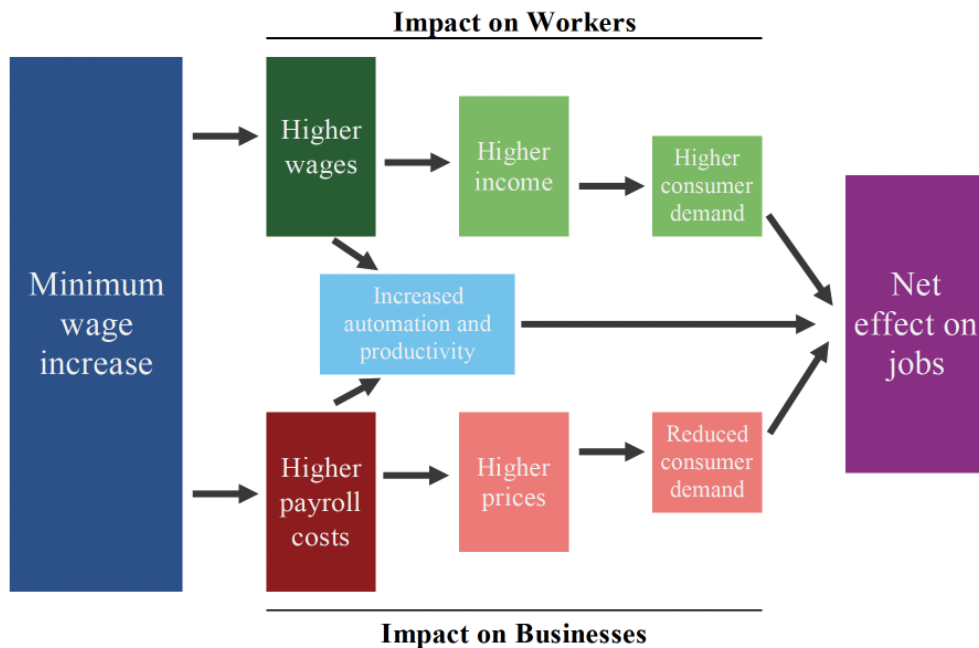 Impact on Workers
Minimum
wage
increase
Higher
wages
Higher
income
Higher
consumer
demand
Increased
automation and
productivity
Net
effect on
jobs
Higher
payroll
costs
Higher
prices
Reduced
consumer
demand
Impact on Businesses